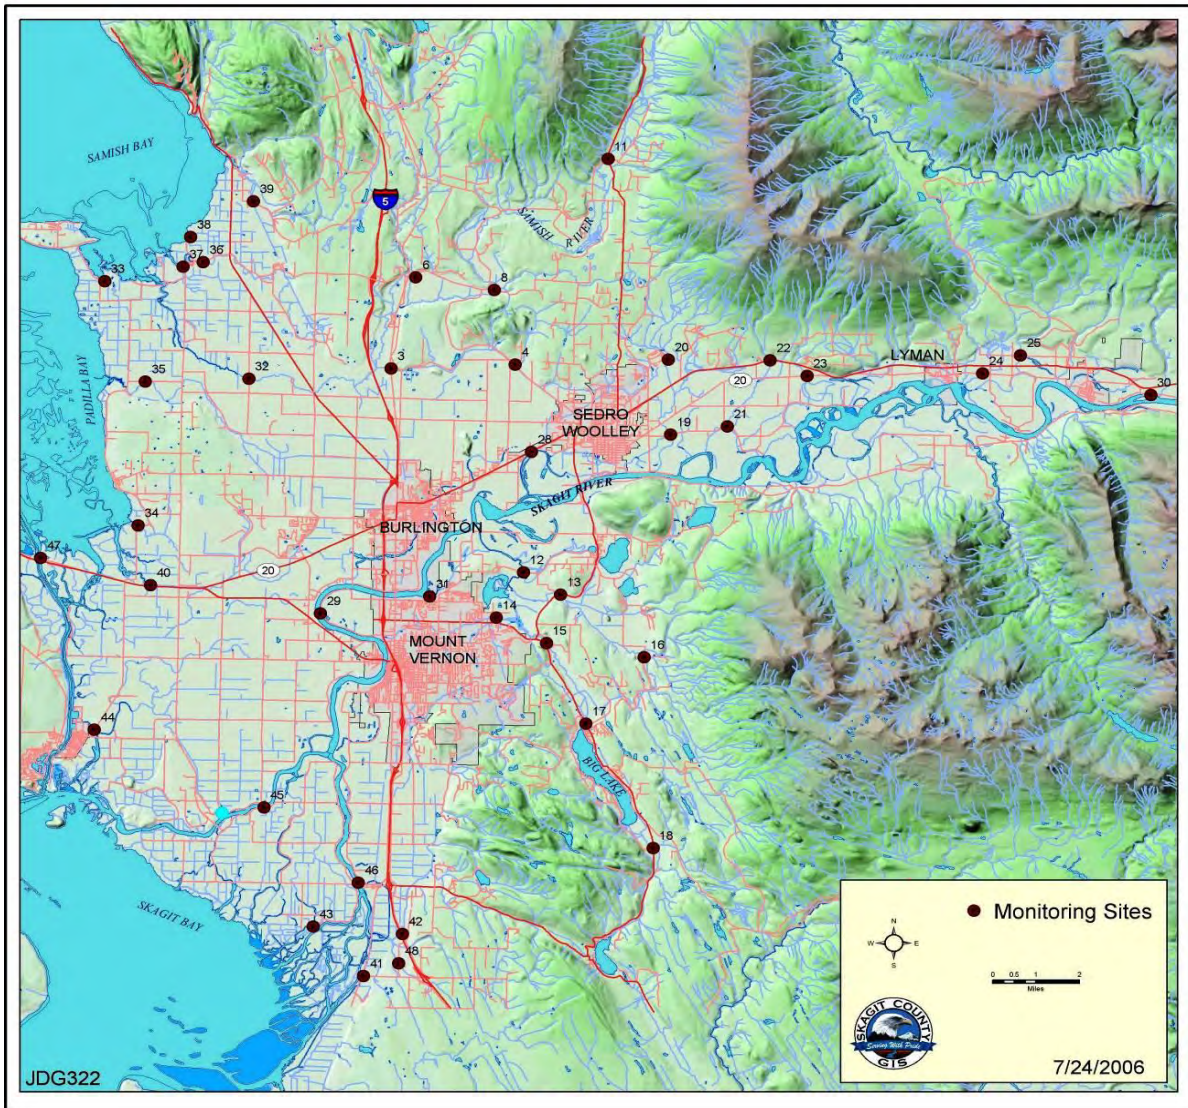 11
SAMISH BAY
39
5
SAMISH
RIVER
38
37
36
33
6
8
3
4
20
22
23
LYMAN
25
24
30
35
32
PADILLA BAY
20
SEDRO
WOOLLEY
19
21
28
SKAGIT RIVER
34
BURLINGTON
47
40
20
12
13
31
29
14
15
16
MOUNT
VERNON
17
44
BIG LAKE
45
18
46
SKAGIT BAY
43
42
41
48
Monitoring Sites
N
W E
S
0 0.5 1 2
Miles
SKAGIT COUNTY
Serving With Pride
GIS
7/24/2006
JDG322